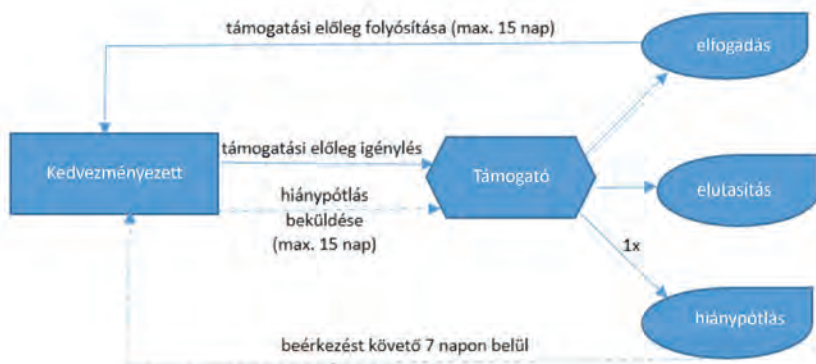 támogatási előleg folyósítása (max. 15 nap)
elfogadás
Kedvezményezett
támogatási előleg igénylés
Támogató
elutasítás
hiánypótlás
beküldése
(max. 15 nap)
1x
hiánypótlás
beérkezést követő 7 napon belül